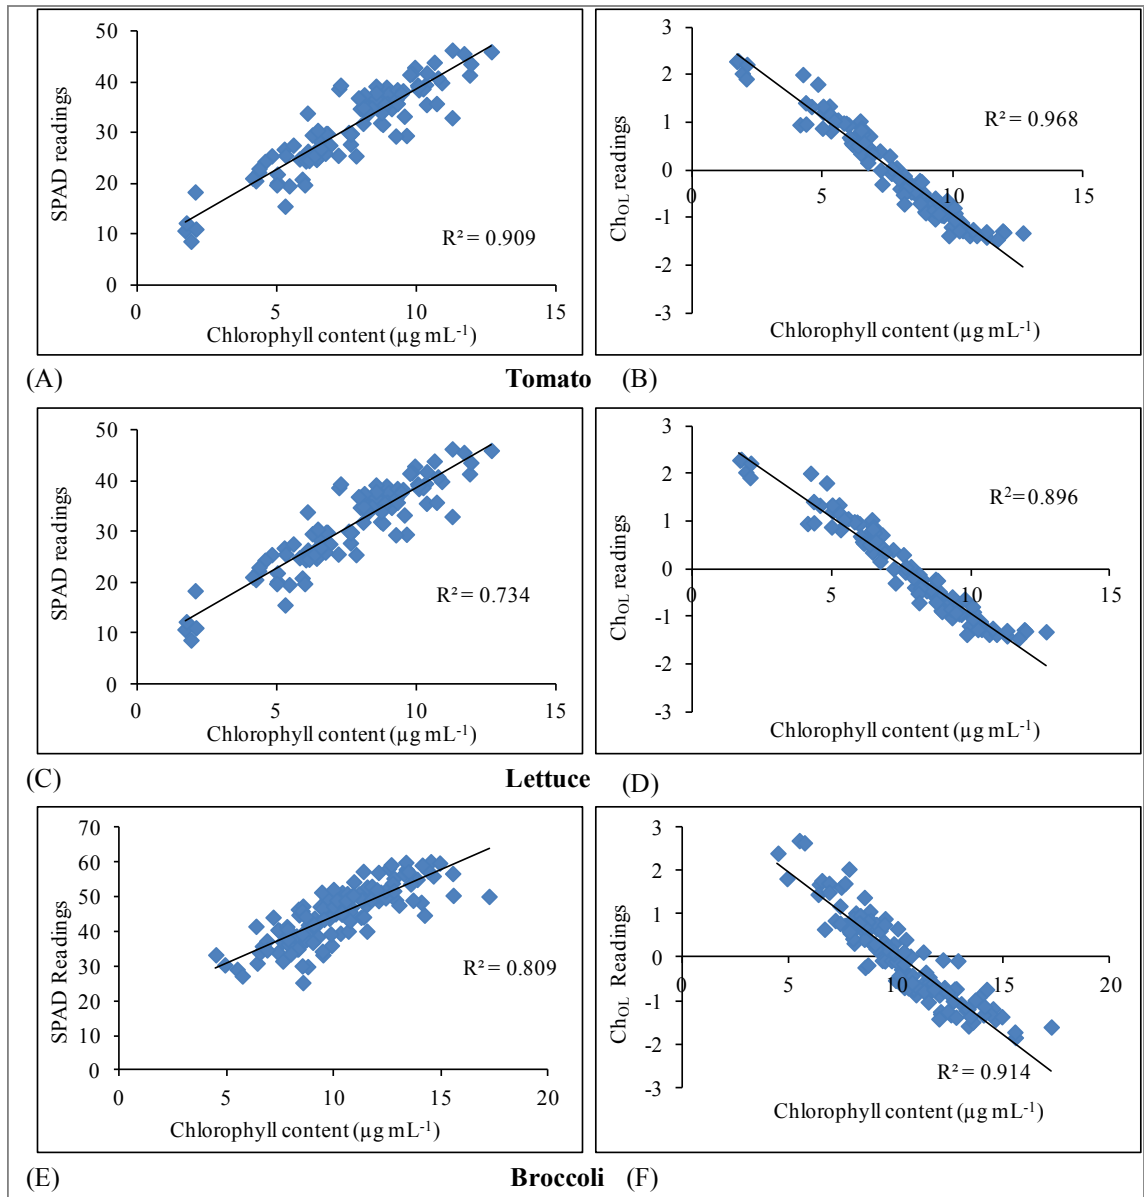 50
40
30
20
10
0
0 5 10 15
SPAD readings
R² = 0.909
Chlorophyll content (µg mL⁻¹)
3
2
1
0
-1
-2
-3
0 5 10 15
Ch_OL readings
R² = 0.968
Chlorophyll content (µg mL⁻¹)
(A) Tomato (B)
50
40
30
20
10
0
0 5 10 15
SPAD readings
R² = 0.734
Chlorophyll content (µg mL⁻¹)
3
2
1
0
-1
-2
-3
0 5 10 15
Ch_OL readings
R²=0.896
Chlorophyll content (µg mL⁻¹)
(C) Lettuce (D)
70
60
50
40
30
20
10
0
0 5 10 15 20
SPAD Readings
R² = 0.809
Chlorophyll content (µg mL⁻¹)
3
2
1
0
-1
-2
-3
0 5 10 15 20
Ch_OL Readings
R² = 0.914
Chlorophyll content (µg mL⁻¹)
(E) Broccoli (F)